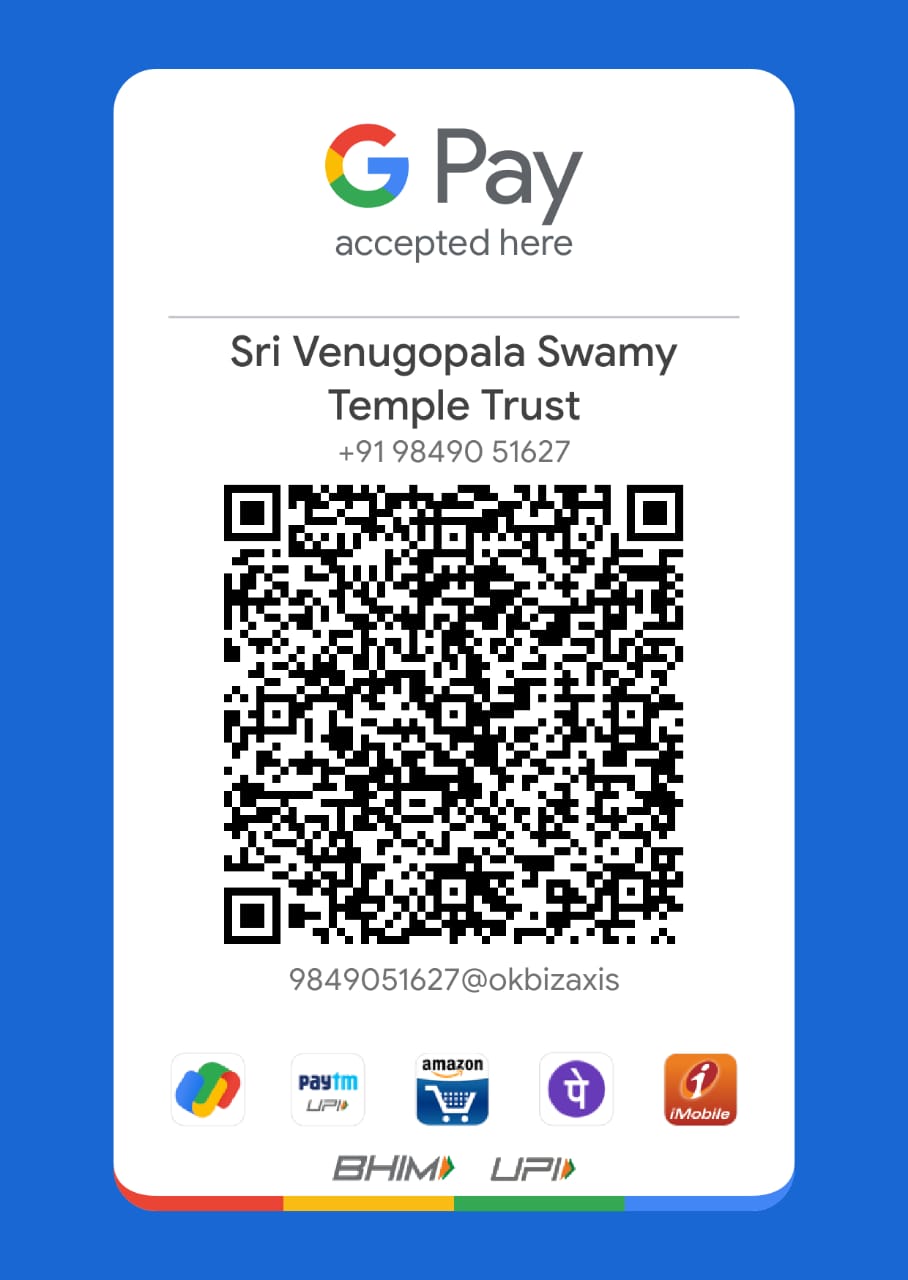 G Pay
accepted here
Sri Venugopala Swamy
Temple Trust
+91 98490 51627
9849051627@okbizaxis
paytm
UPI
amazon
पे
i
iMobile
BHIM UPI